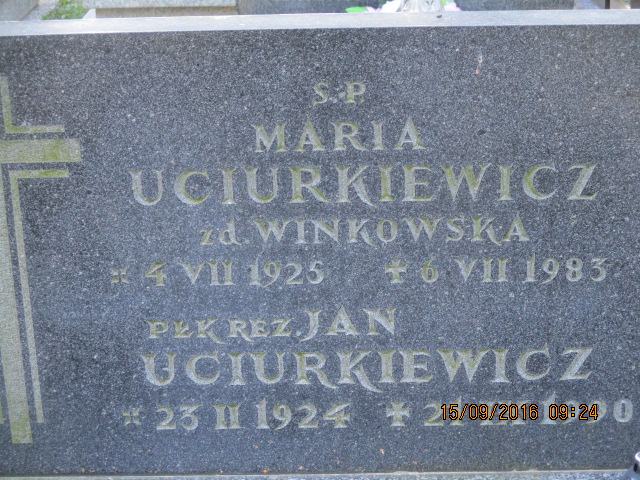 Ś.P
MARIA
UCIURKIEWICZ
zd. WINKOWSKA
* 4 VII 1925 ✝ 6 VII 1983
PŁK REZ. JAN
UCIURKIEWICZ
* 23 II 1924 ✝
15/09/2016 09:24